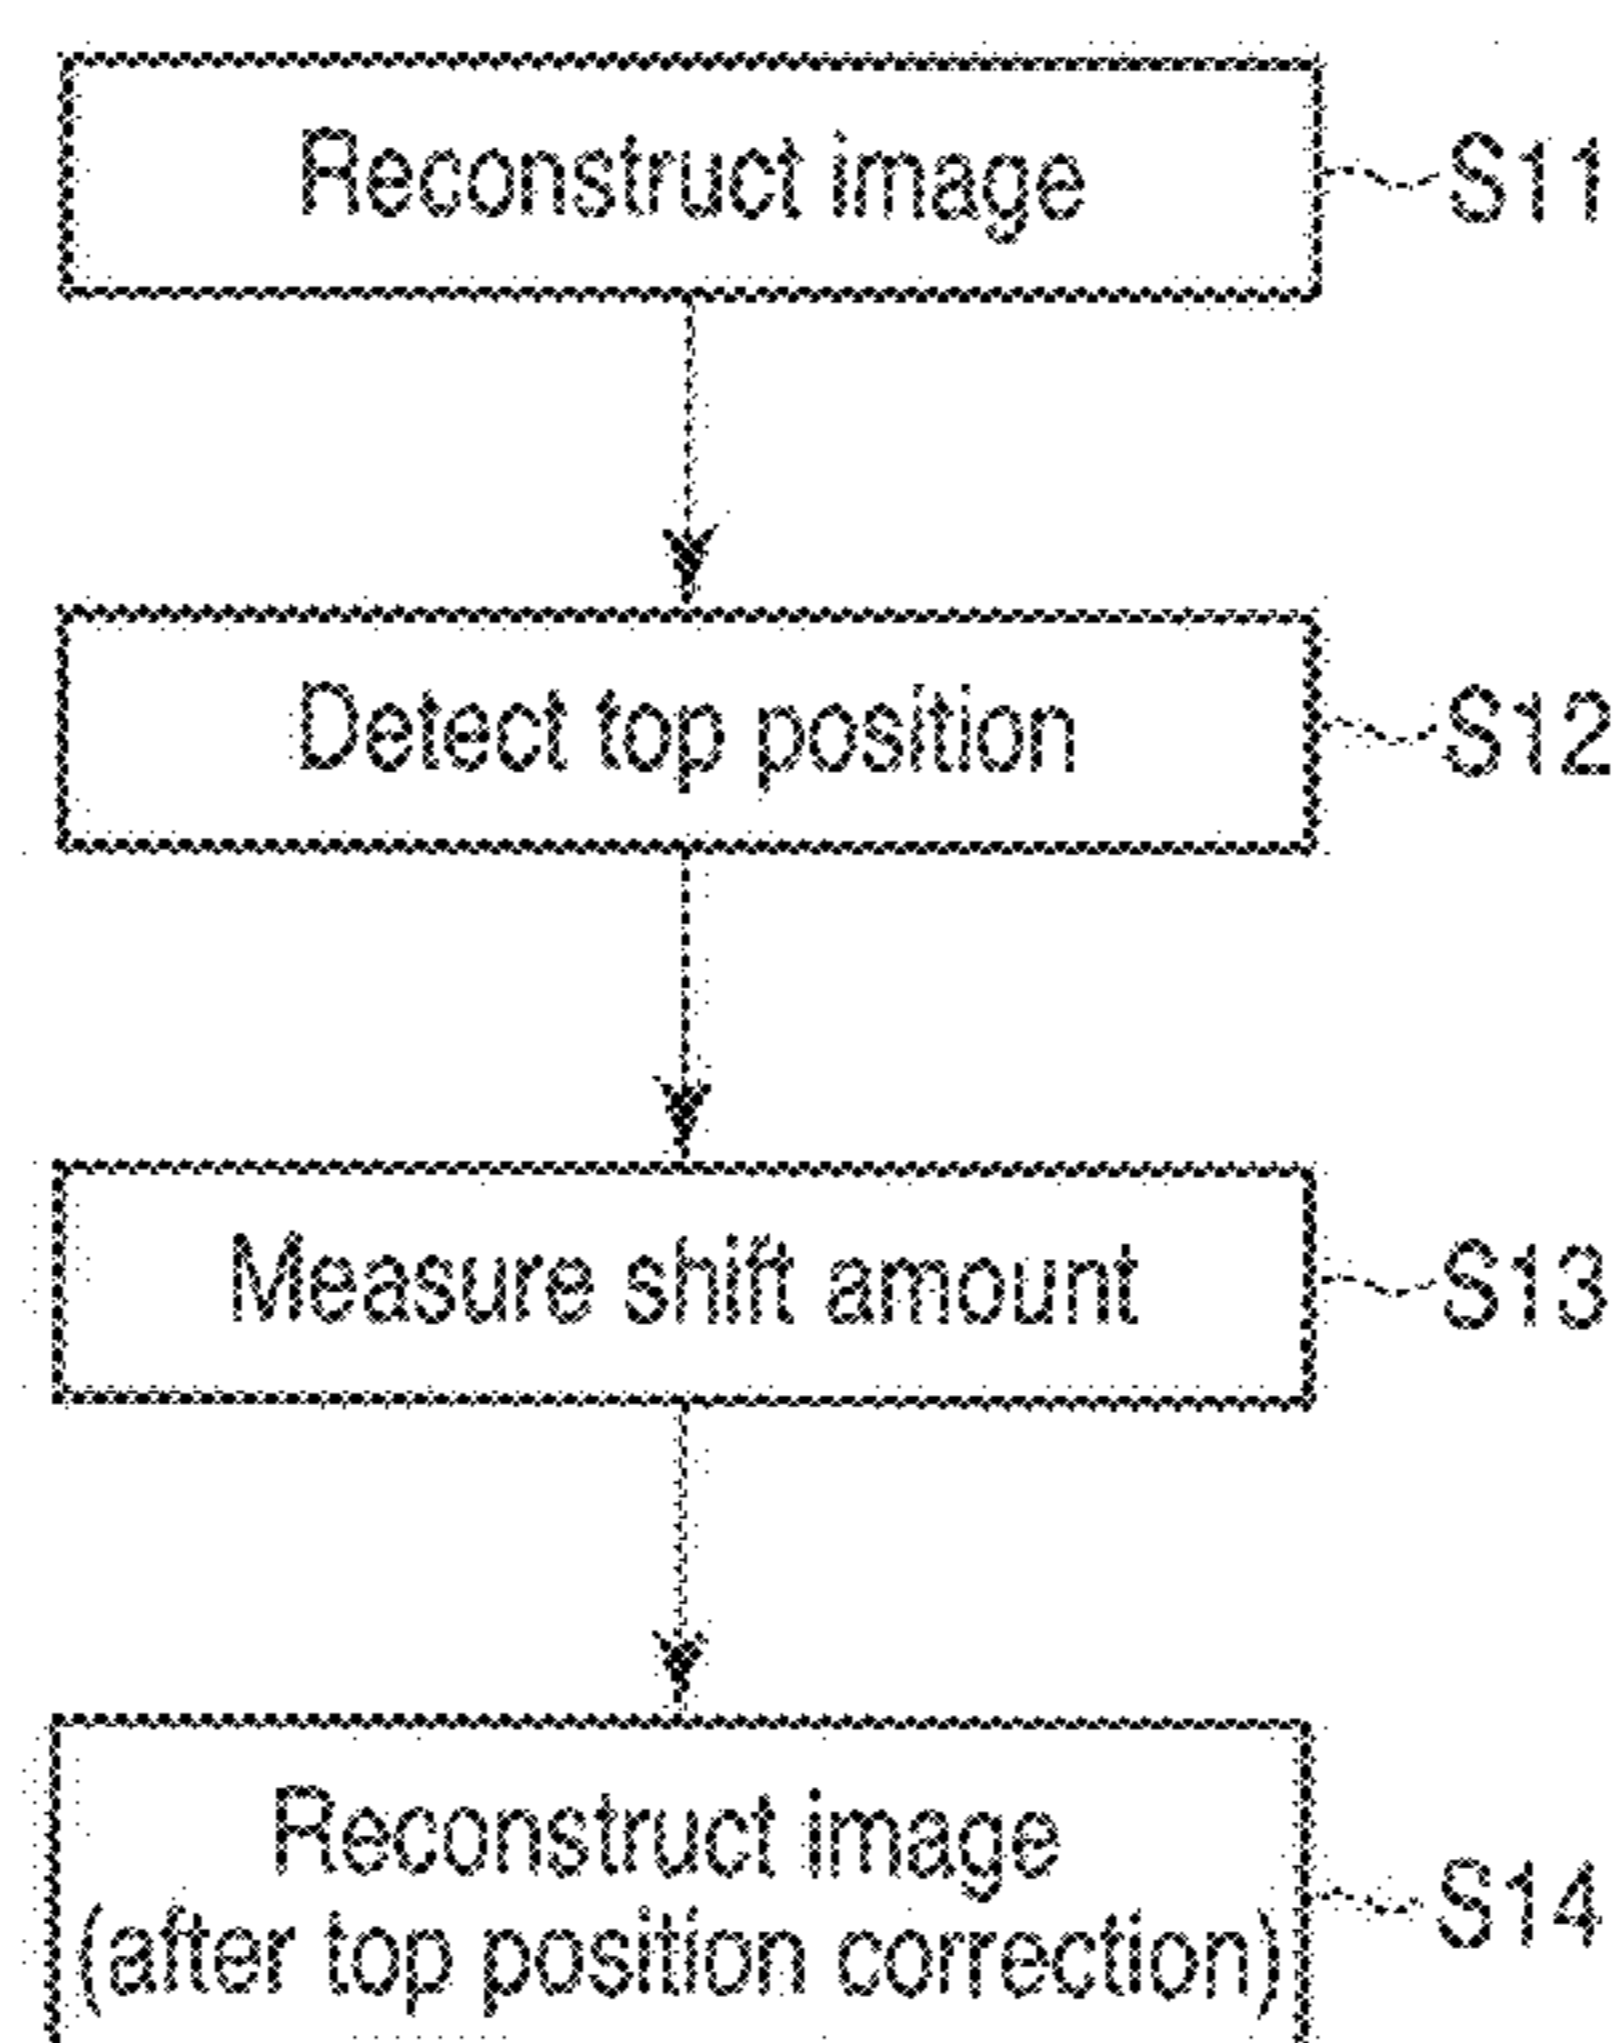 Reconstruct image
S11
Detect top position
S12
Measure shift amount
S13
Reconstruct image
(after top position correction)
S14